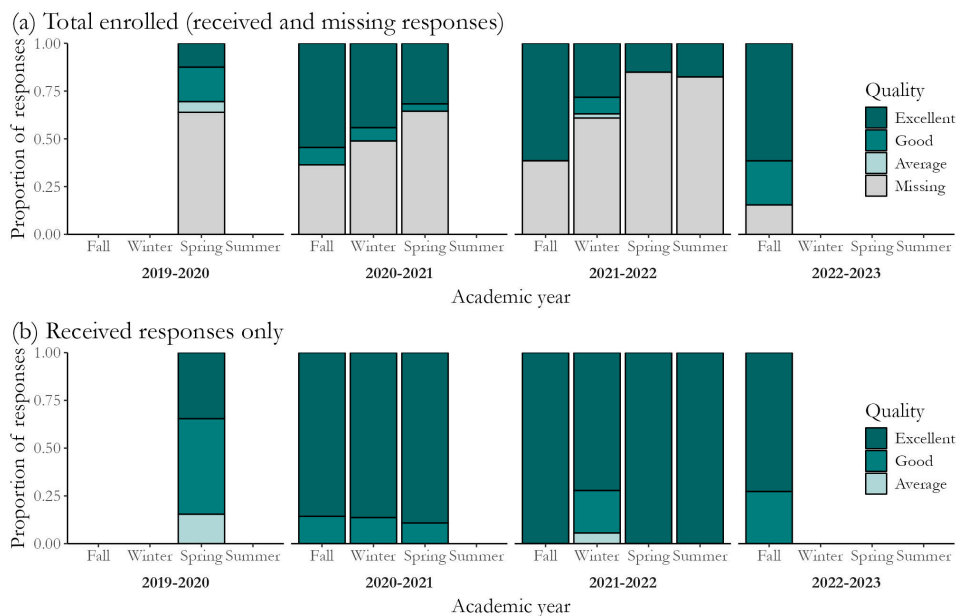 (a) Total enrolled (received and missing responses)
Proportion of responses
1.00
0.75
0.50
0.25
0.00
Fall Winter Spring Summer Fall Winter Spring Summer Fall Winter Spring Summer Fall Winter Spring Summer
2019-2020 2020-2021 2021-2022 2022-2023
Academic year
Quality
Excellent
Good
Average
Missing
(b) Received responses only
Proportion of responses
1.00
0.75
0.50
0.25
0.00
Fall Winter Spring Summer Fall Winter Spring Summer Fall Winter Spring Summer Fall Winter Spring Summer
2019-2020 2020-2021 2021-2022 2022-2023
Academic year
Quality
Excellent
Good
Average